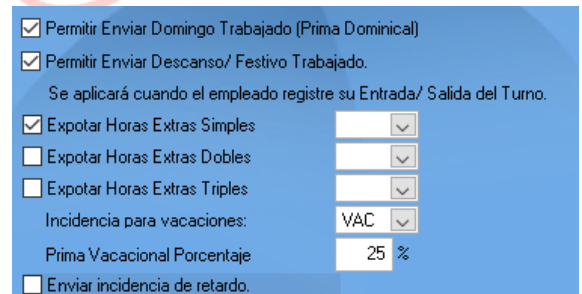 Permitir Enviar Domingo Trabajado (Prima Dominical)
Permitir Enviar Descanso/ Festivo Trabajado.
Se aplicará cuando el empleado registre su Entrada/ Salida del Turno.
Expotar Horas Extras Simples
Expotar Horas Extras Dobles
Expotar Horas Extras Triples
Incidencia para vacaciones: VAC
Prima Vacacional Porcentaje 25 %
Enviar incidencia de retardo.